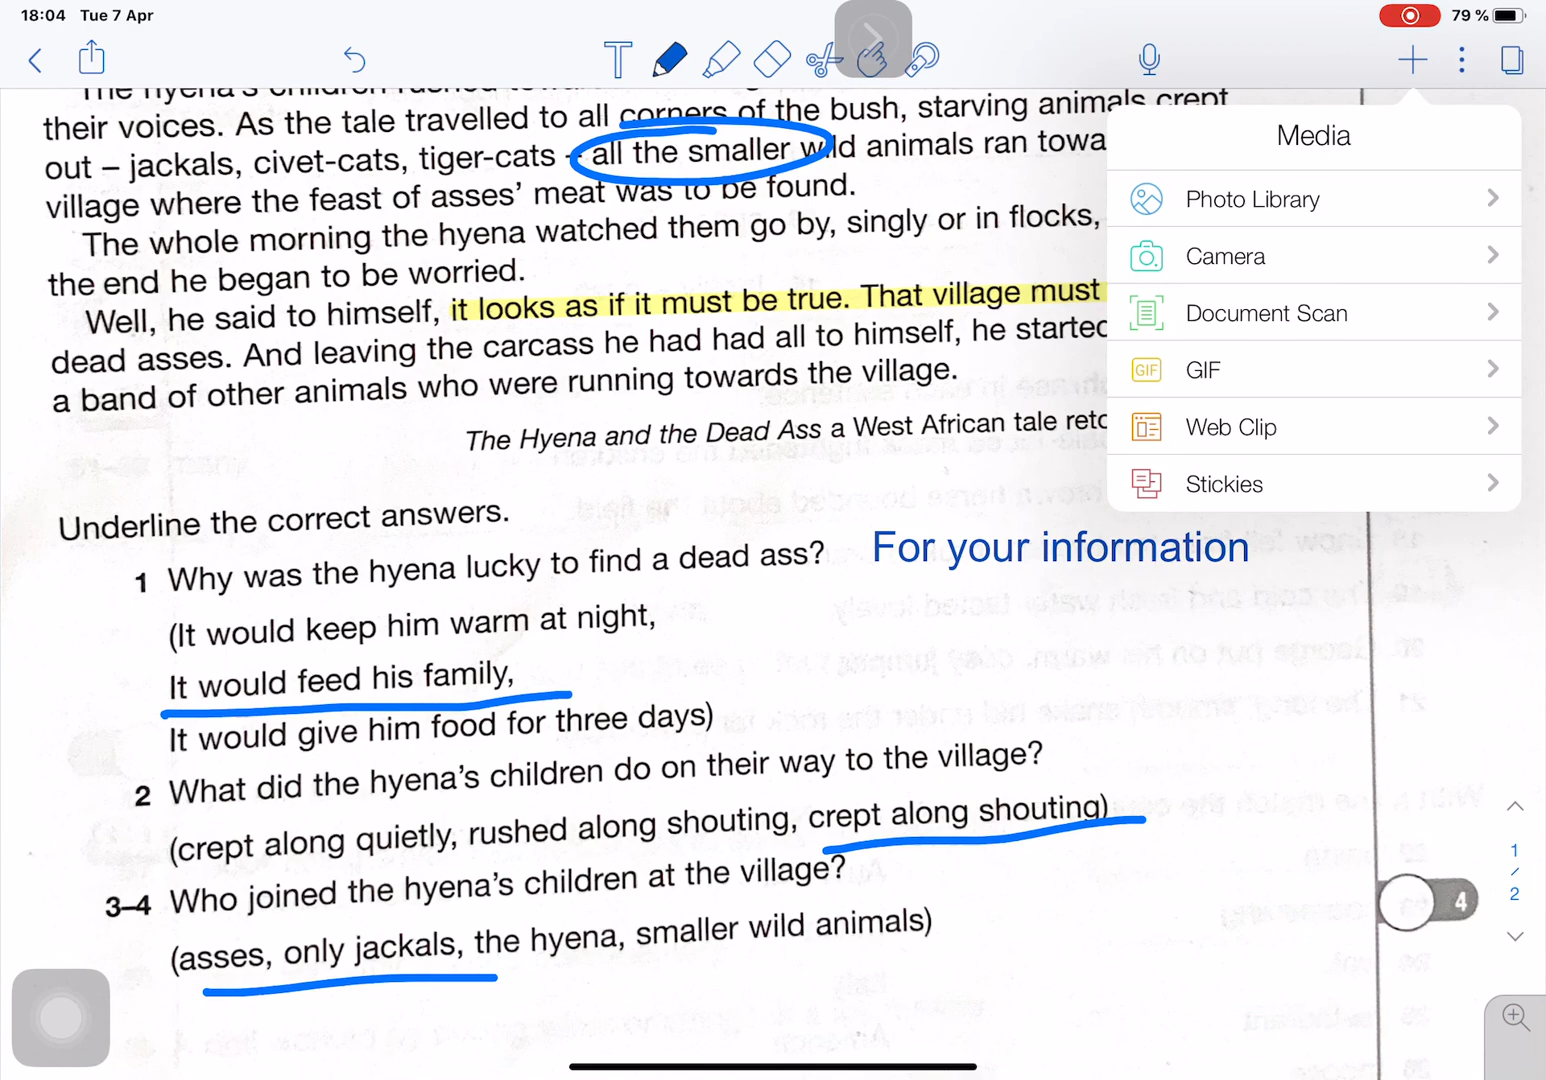 18:04 Tue 7 Apr
79 %
The hyena's children rushed
their voices. As the tale travelled to all corners of the bush, starving animals crept
out – jackals, civet-cats, tiger-cats – all the smaller wild animals ran towa
village where the feast of asses' meat was to be found.
The whole morning the hyena watched them go by, singly or in flocks,
the end he began to be worried.
Well, he said to himself, it looks as if it must be true. That village must
dead asses. And leaving the carcass he had had all to himself, he started
a band of other animals who were running towards the village.
The Hyena and the Dead Ass a West African tale reto
Media
Photo Library
Camera
Document Scan
GIF GIF
Web Clip
Stickies
Underline the correct answers.
For your information
1 Why was the hyena lucky to find a dead ass?
(It would keep him warm at night,
It would feed his family,
It would give him food for three days)
2 What did the hyena's children do on their way to the village?
(crept along quietly, rushed along shouting, crept along shouting)
3–4 Who joined the hyena's children at the village?
(asses, only jackals, the hyena, smaller wild animals)
4
1
/
2